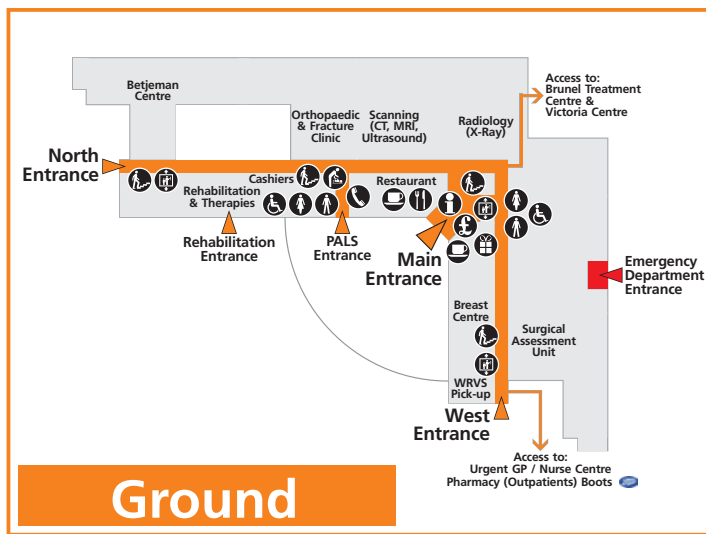 Betjeman
Centre
Orthopaedic
& Fracture
Clinic
Scanning
(CT, MRI,
Ultrasound)
Radiology
(X-Ray)
Access to:
Brunel Treatment
Centre &
Victoria Centre
North
Entrance
Cashiers
Restaurant
Rehabilitation
& Therapies
i
£
Rehabilitation
Entrance
PALS
Entrance
Main
Entrance
Emergency
Department
Entrance
Breast
Centre
Surgical
Assessment
Unit
WRVS
Pick-up
West
Entrance
Access to:
Urgent GP / Nurse Centre
Pharmacy (Outpatients) Boots
Ground